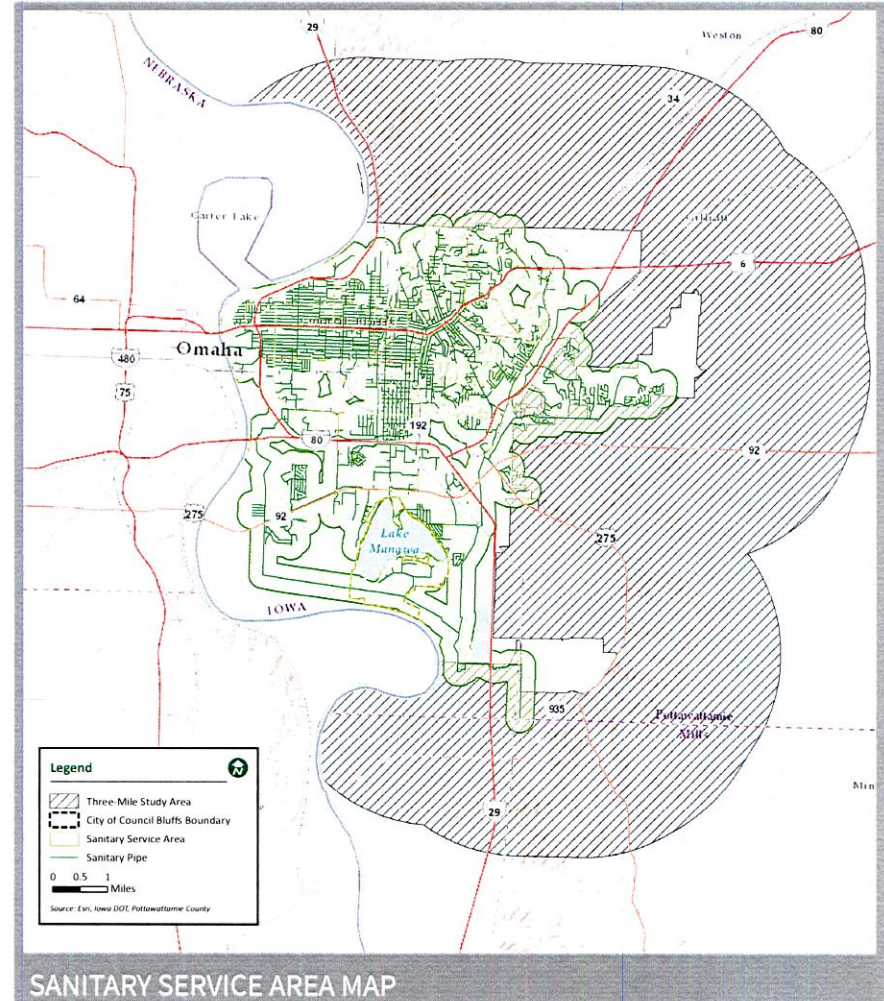 29
Weston
80
NEBRASKA
34
Carter Lake
6
64
Omaha
480
75
192
80
92
275
92
Lake
Manawa
275
IOWA
935
Pottawattamie
Mills
Min
29
Legend
N
Three-Mile Study Area
City of Council Bluffs Boundary
Sanitary Service Area
Sanitary Pipe
0 0.5 1
Miles
Source: Esri, Iowa DOT, Pottawattamie County
SANITARY SERVICE AREA MAP